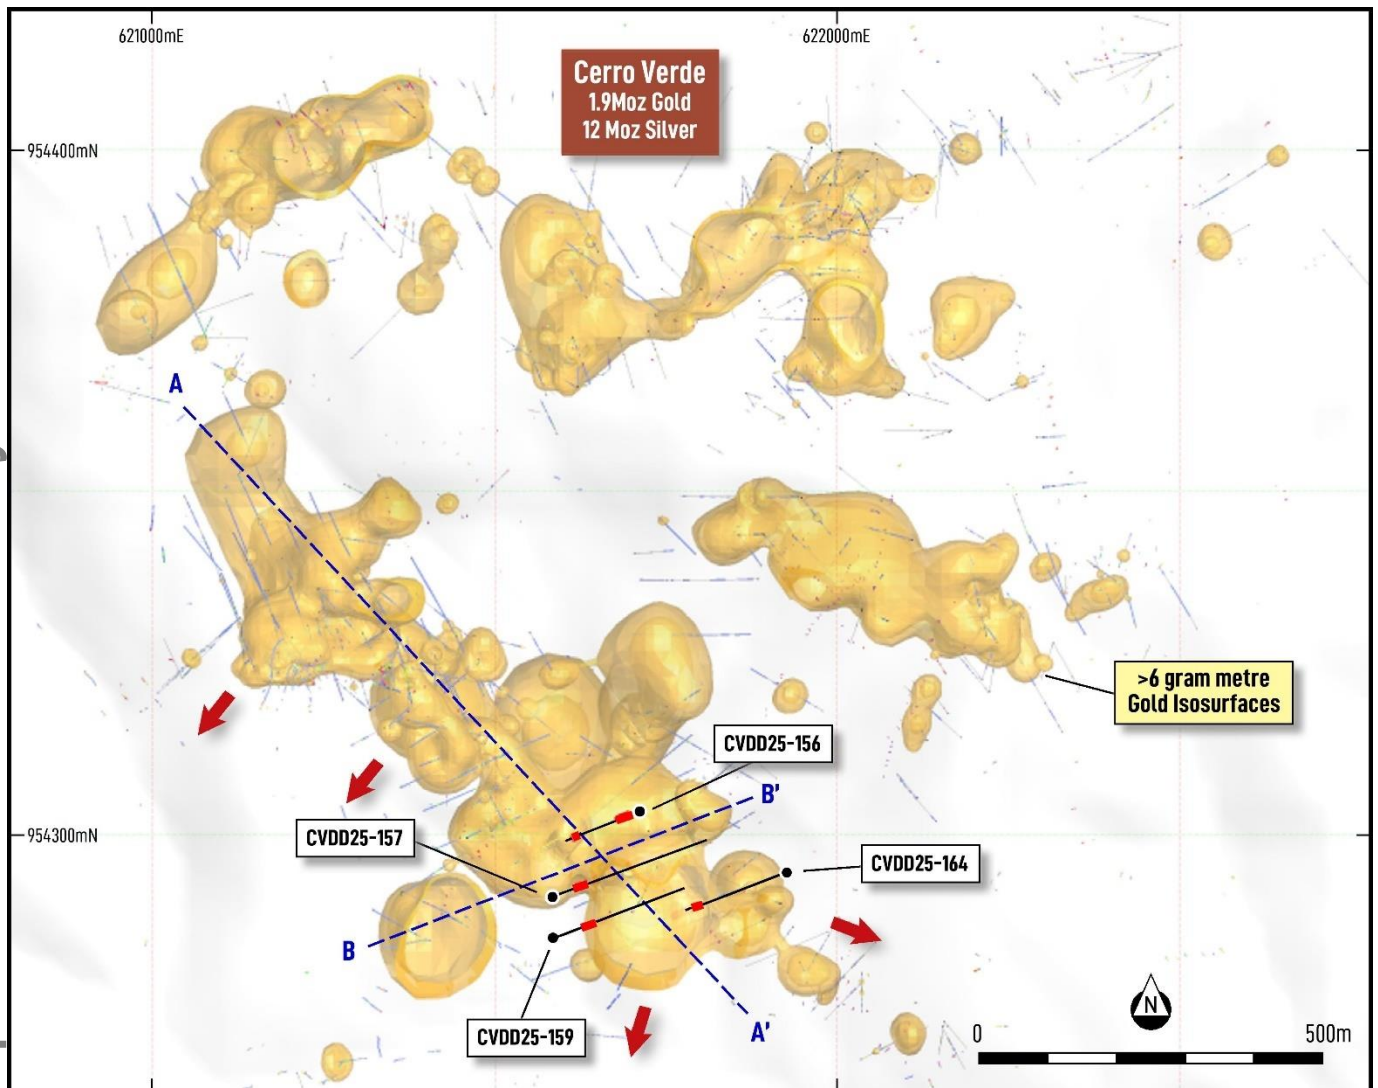 621000mE
622000mE
Cerro Verde
1.9Moz Gold
12 Moz Silver
954400mN
A
>6 gram metre
Gold Isosurfaces
CVDD25-156
B'
CVDD25-157
954300mN
CVDD25-164
B
A'
CVDD25-159
N
0
500m